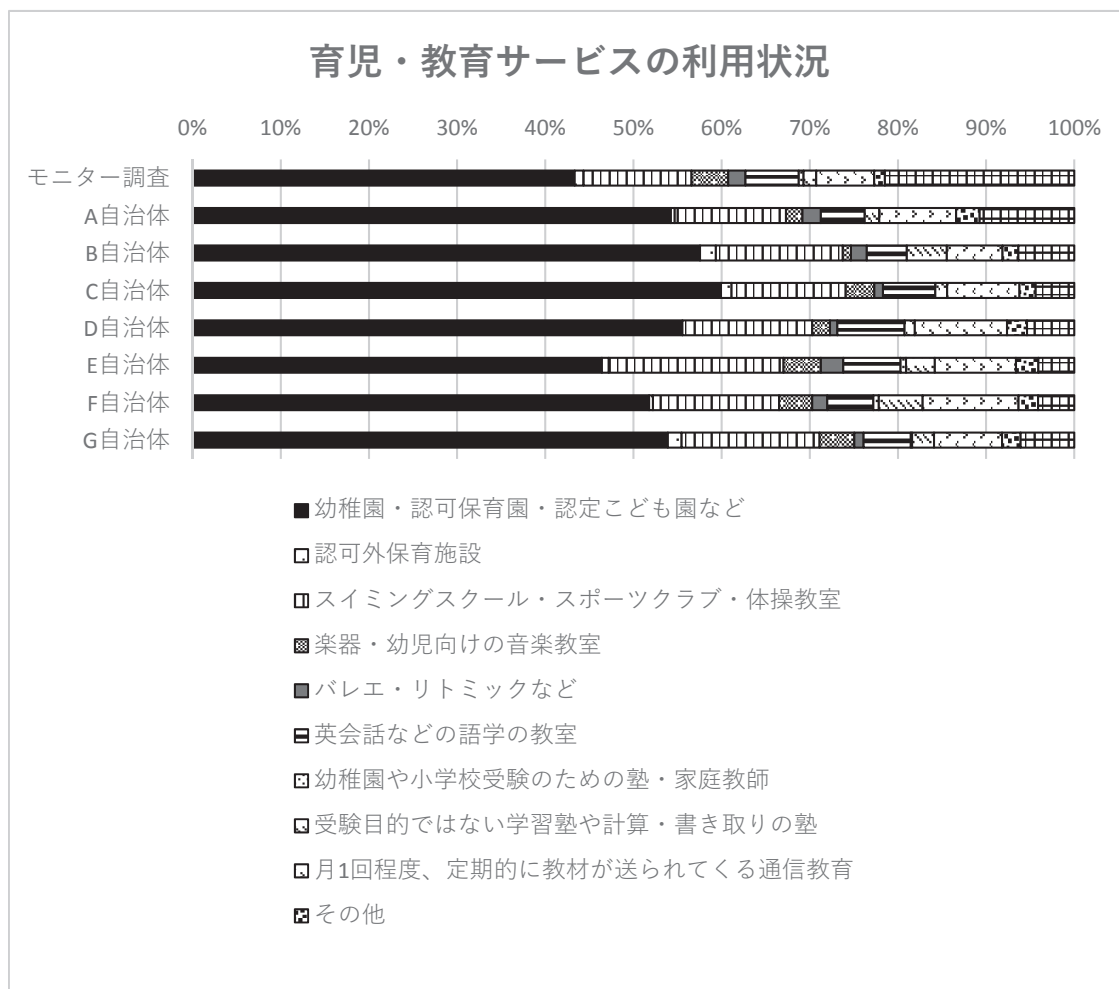 育児・教育サービスの利用状況
0% 10% 20% 30% 40% 50% 60% 70% 80% 90% 100%
モニター調査
A自治体
B自治体
C自治体
D自治体
E自治体
F自治体
G自治体
幼稚園・認可保育園・認定こども園など
認可外保育施設
スイミングスクール・スポーツクラブ・体操教室
楽器・幼児向けの音楽教室
バレエ・リトミックなど
英会話などの語学の教室
幼稚園や小学校受験のための塾・家庭教師
受験目的ではない学習塾や計算・書き取りの塾
月1回程度、定期的に教材が送られてくる通信教育
その他